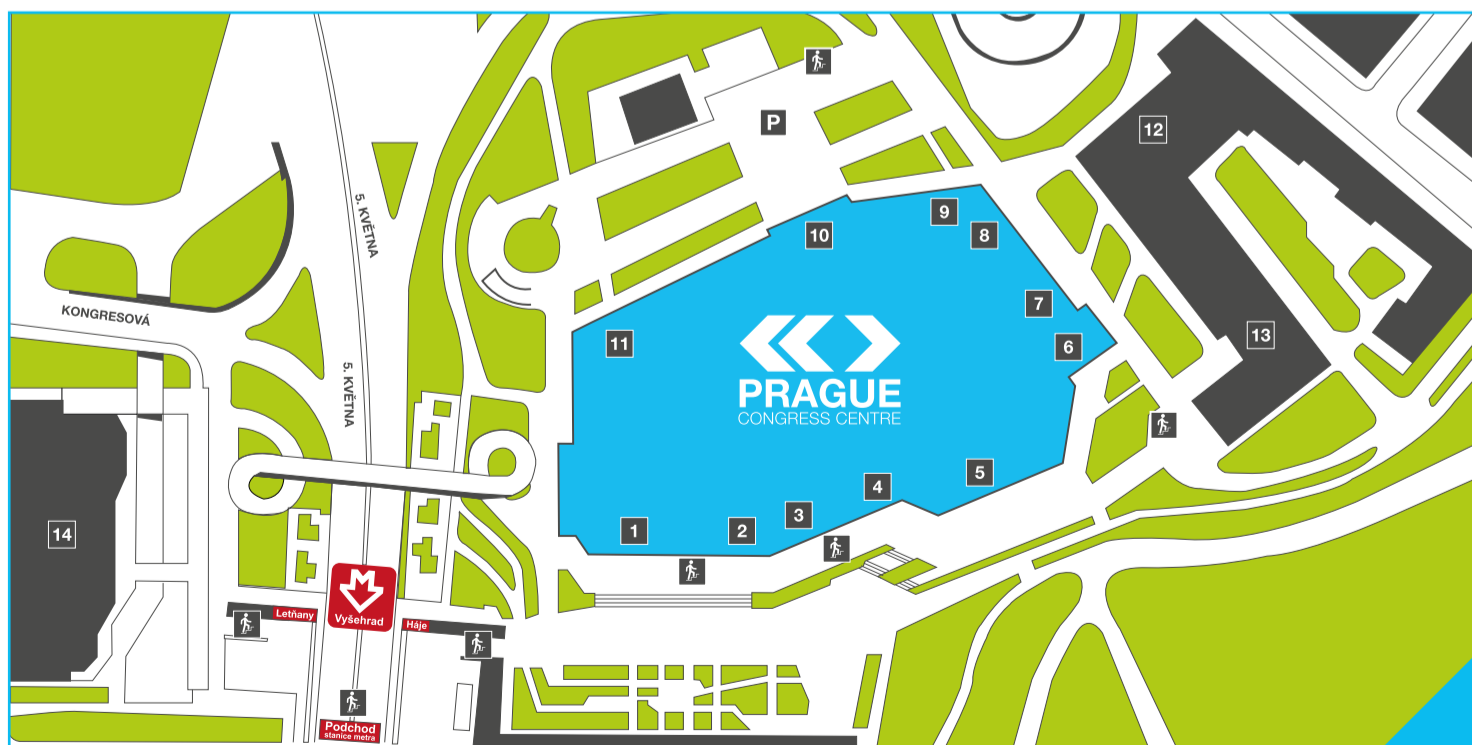 P
12
9
8
10
5. KVĚTNA
7
KONGRESOVÁ
13
11
6
PRAGUE
CONGRESS CENTRE
5. KVĚTNA
5
4
3
1
2
14
M
Letňany
Vyšehrad
Háje
Podchod
stanice metra